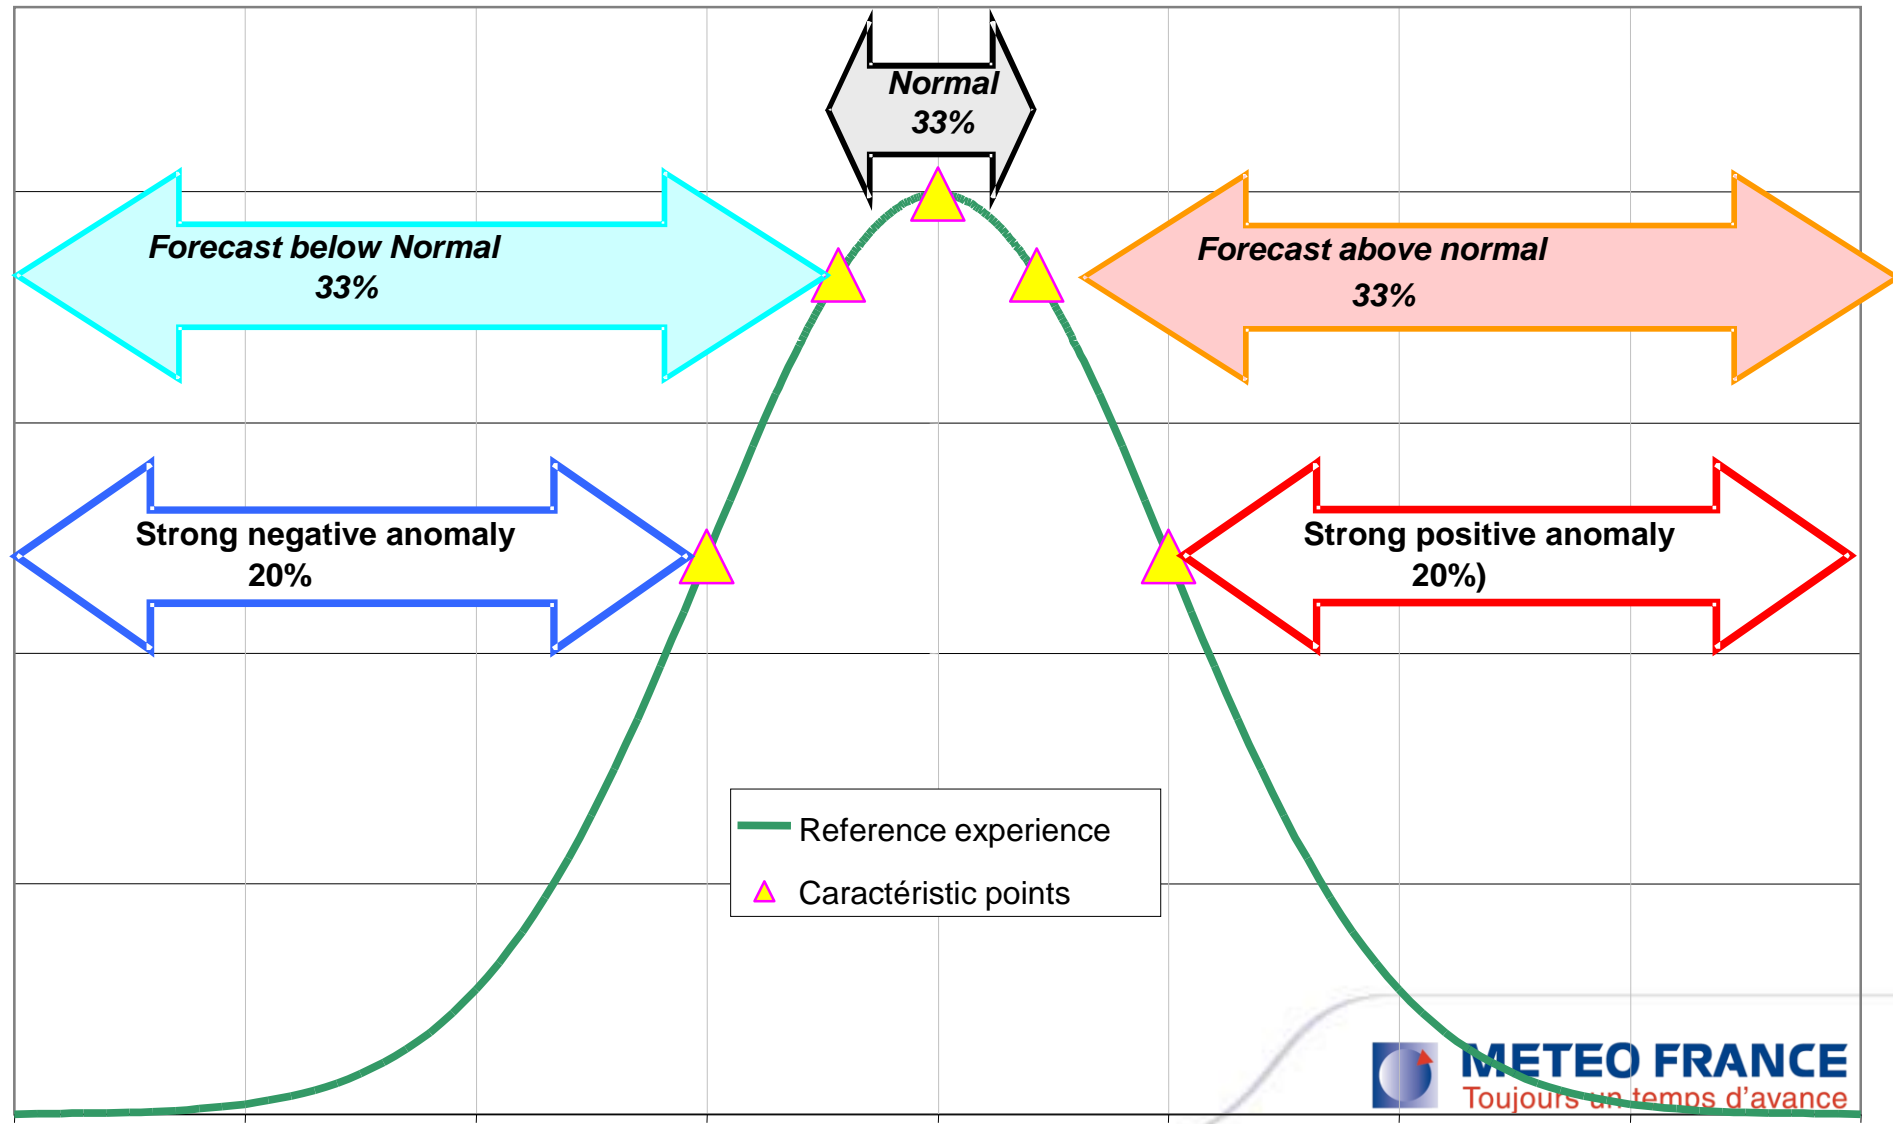 Normal
33%
Forecast below Normal
33%
Forecast above normal
33%
Strong negative anomaly
20%
Strong positive anomaly
20%)
Reference experience
Caractéristic points
METEO FRANCE
Toujours un temps d'avance